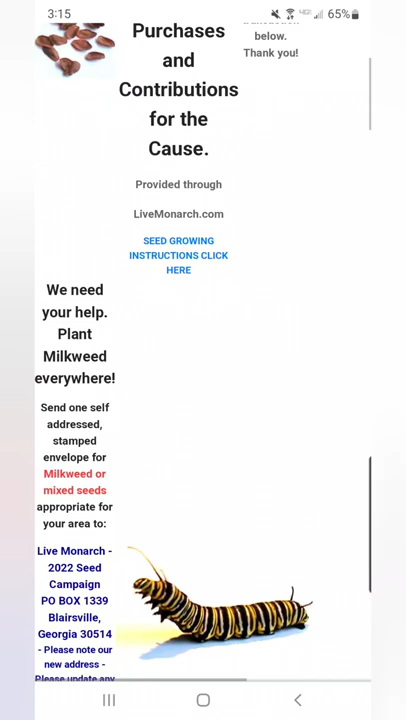 3:15
65%
Purchases
and
Contributions
for the
Cause.
below.
Thank you!
Provided through
LiveMonarch.com
SEED GROWING
INSTRUCTIONS CLICK
HERE
We need
your help.
Plant
Milkweed
everywhere!
Send one self
addressed,
stamped
envelope for
Milkweed or
mixed seeds
appropriate for
your area to:
Live Monarch -
2022 Seed
Campaign
PO BOX 1339
Blairsville,
Georgia 30514
- Please note our
new address -
Please update any